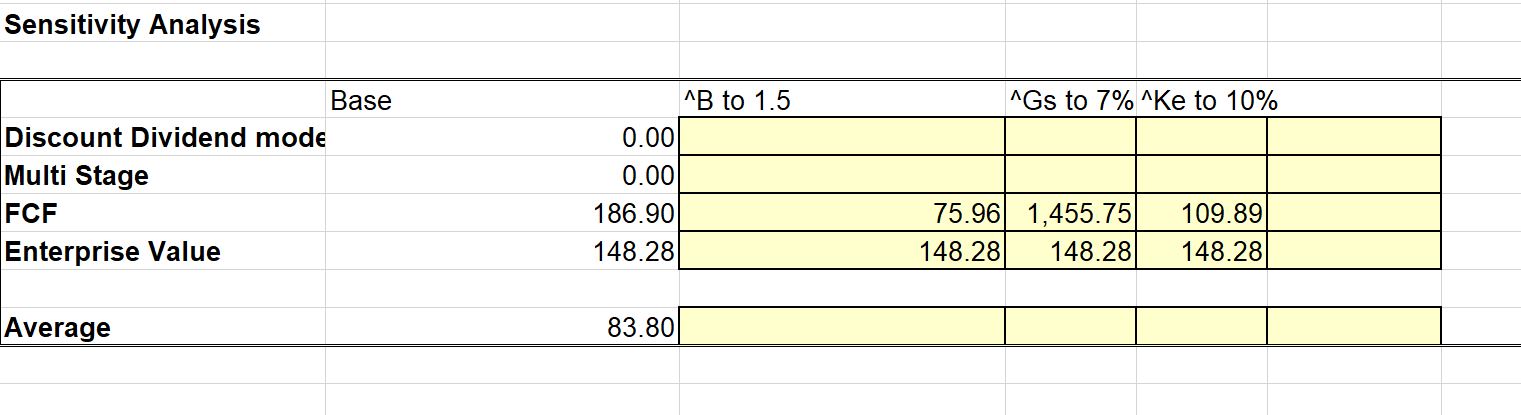 Sensitivity Analysis
Base ^B to 1.5 ^Gs to 7% ^Ke to 10%
Discount Dividend mode 0.00
Multi Stage 0.00
FCF 186.90 75.96 1,455.75 109.89
Enterprise Value 148.28 148.28 148.28 148.28
Average 83.80